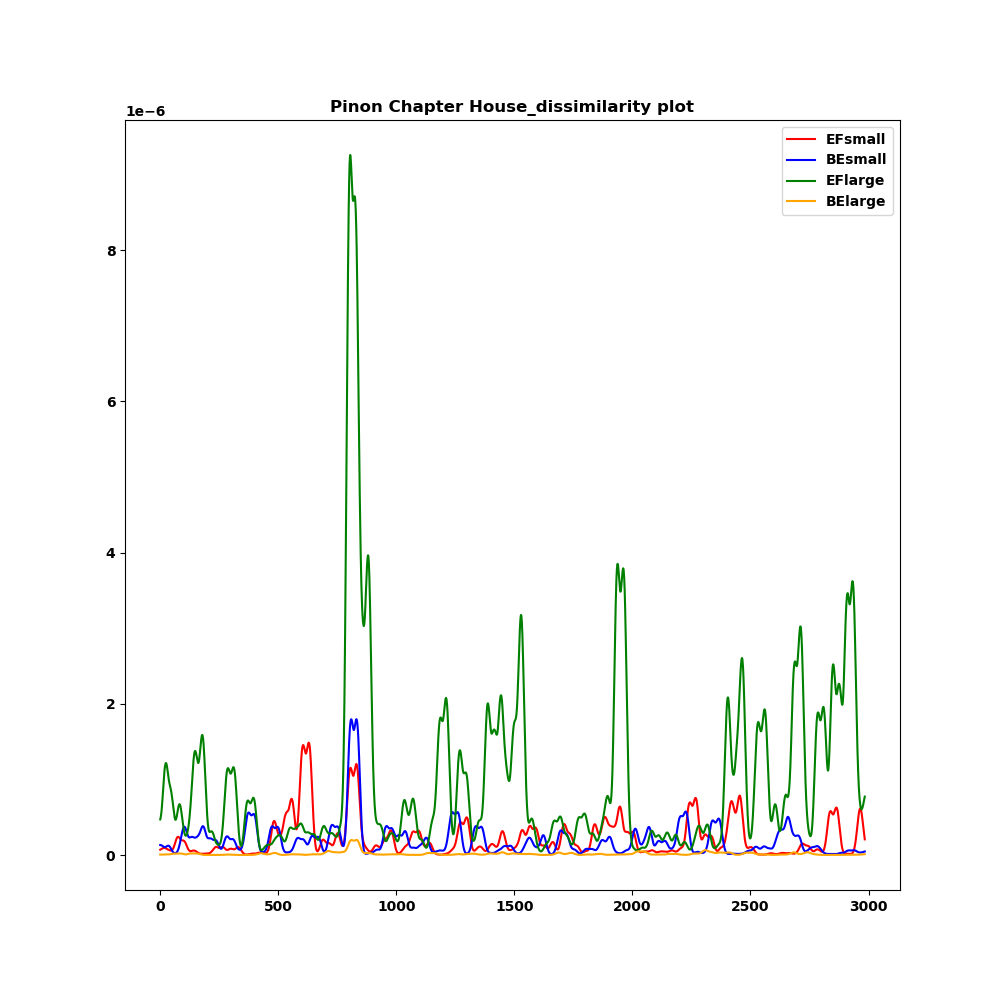 Pinon Chapter House_dissimilarity plot
1e−6
EFsmall
BEsmall
EFlarge
BElarge
8
6
4
2
0
0 500 1000 1500 2000 2500 3000